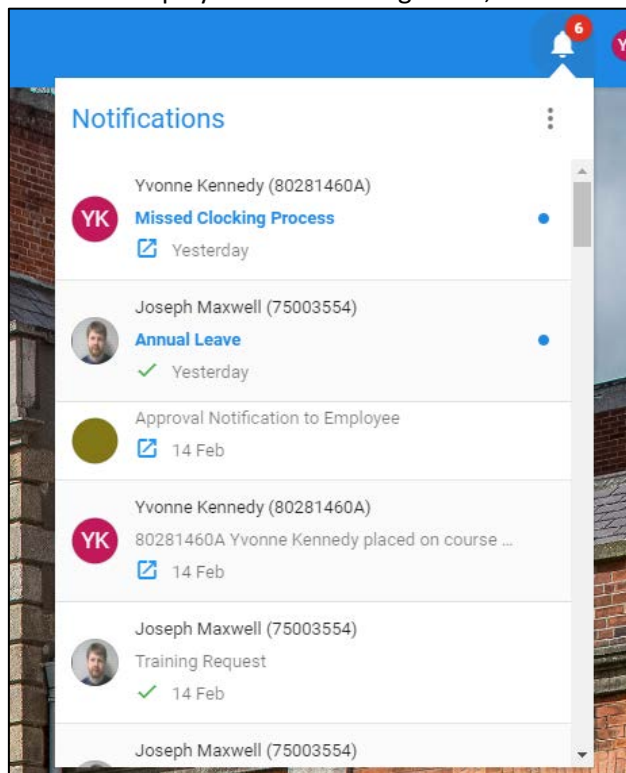 6
Notifications
Yvonne Kennedy (80281460A)
YK
Missed Clocking Process
Yesterday
Joseph Maxwell (75003554)
Annual Leave
Yesterday
Approval Notification to Employee
14 Feb
Yvonne Kennedy (80281460A)
YK
80281460A Yvonne Kennedy placed on course ...
14 Feb
Joseph Maxwell (75003554)
Training Request
14 Feb
Joseph Maxwell (75003554)